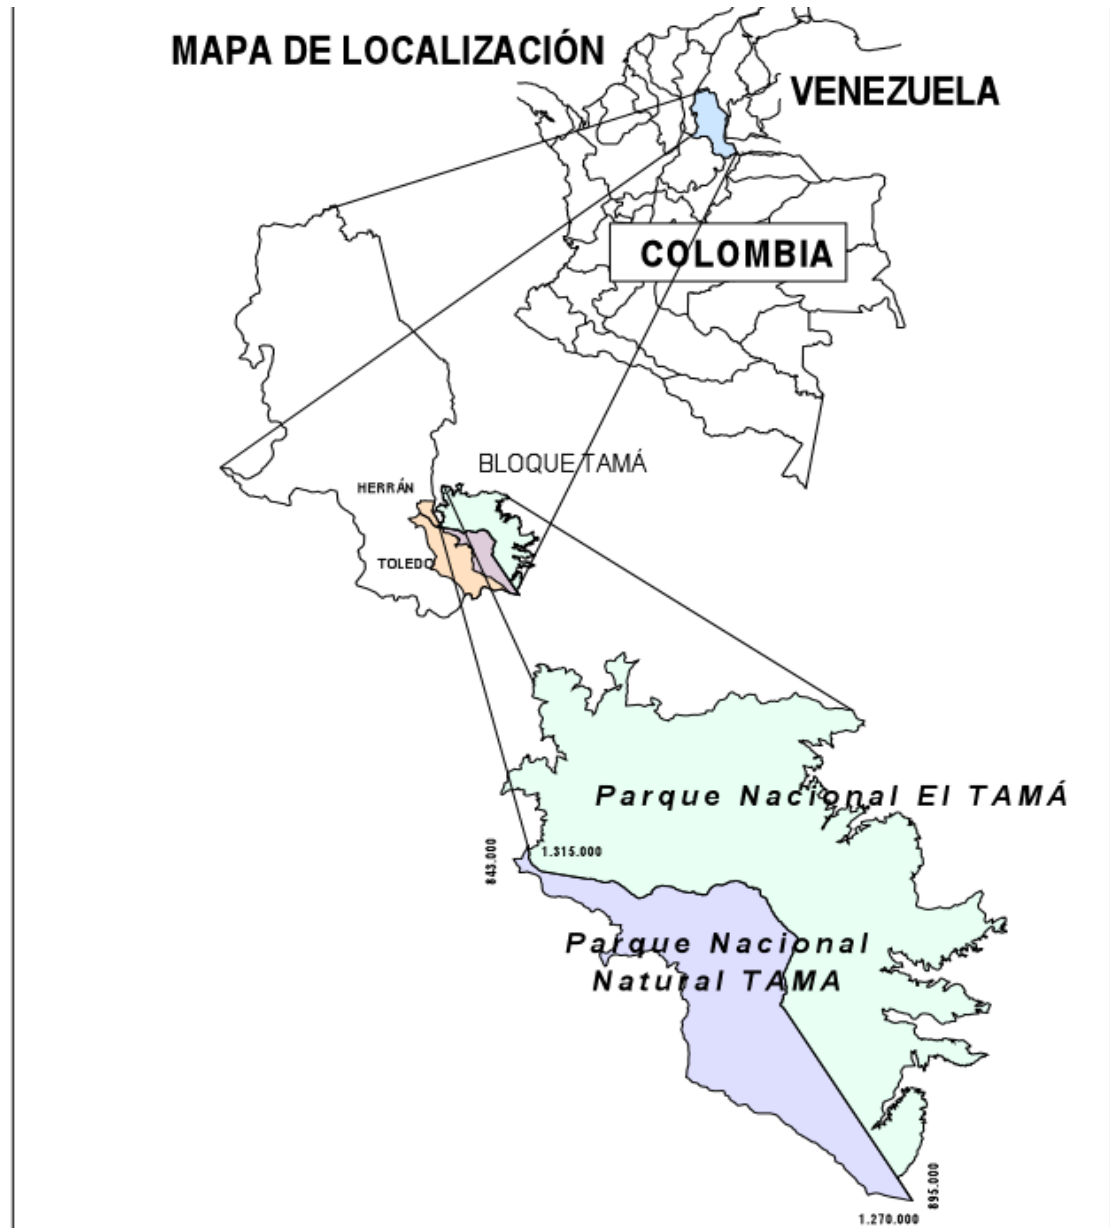 MAPA DE LOCALIZACIÓN
VENEZUELA
COLOMBIA
BLOQUE TAMÁ
HERRÁN
TOLEDO
Parque Nacional El TAMÁ
843.000
1.315.000
Parque Nacional
Natural TAMA
895.000
1.270.000